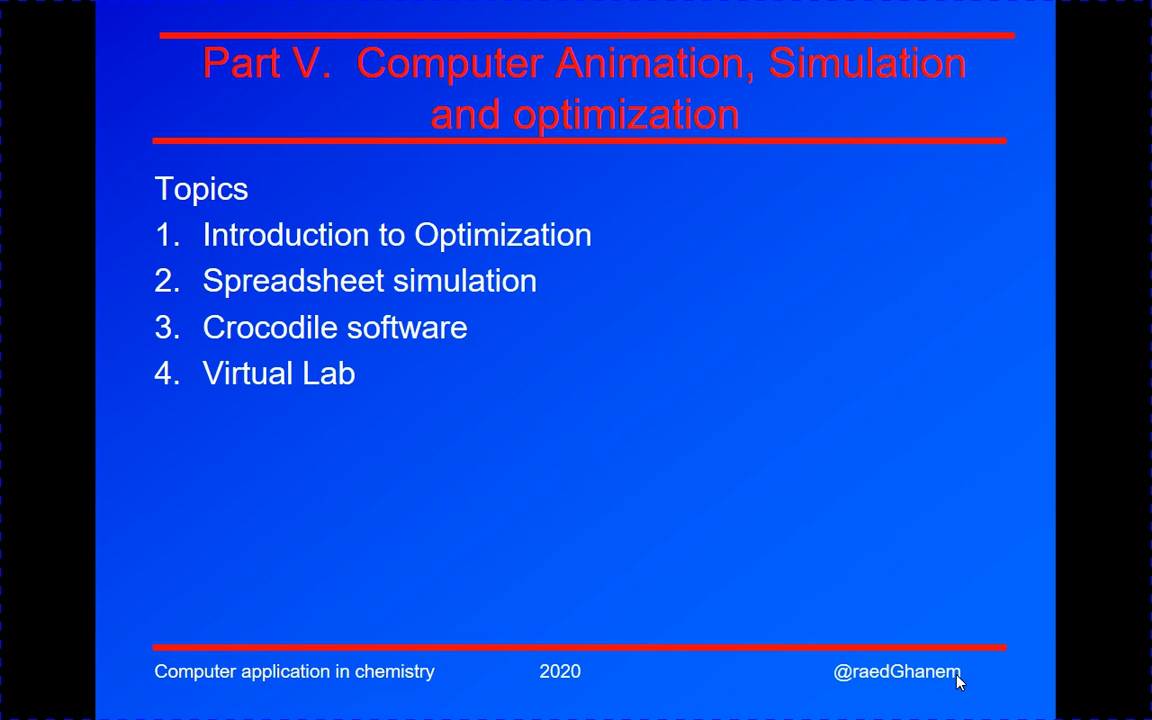 Part V.  Computer Animation, Simulation
and optimization
Topics
1. Introduction to Optimization
2. Spreadsheet simulation
3. Crocodile software
4. Virtual Lab
Computer application in chemistry 2020 @raedGhanem